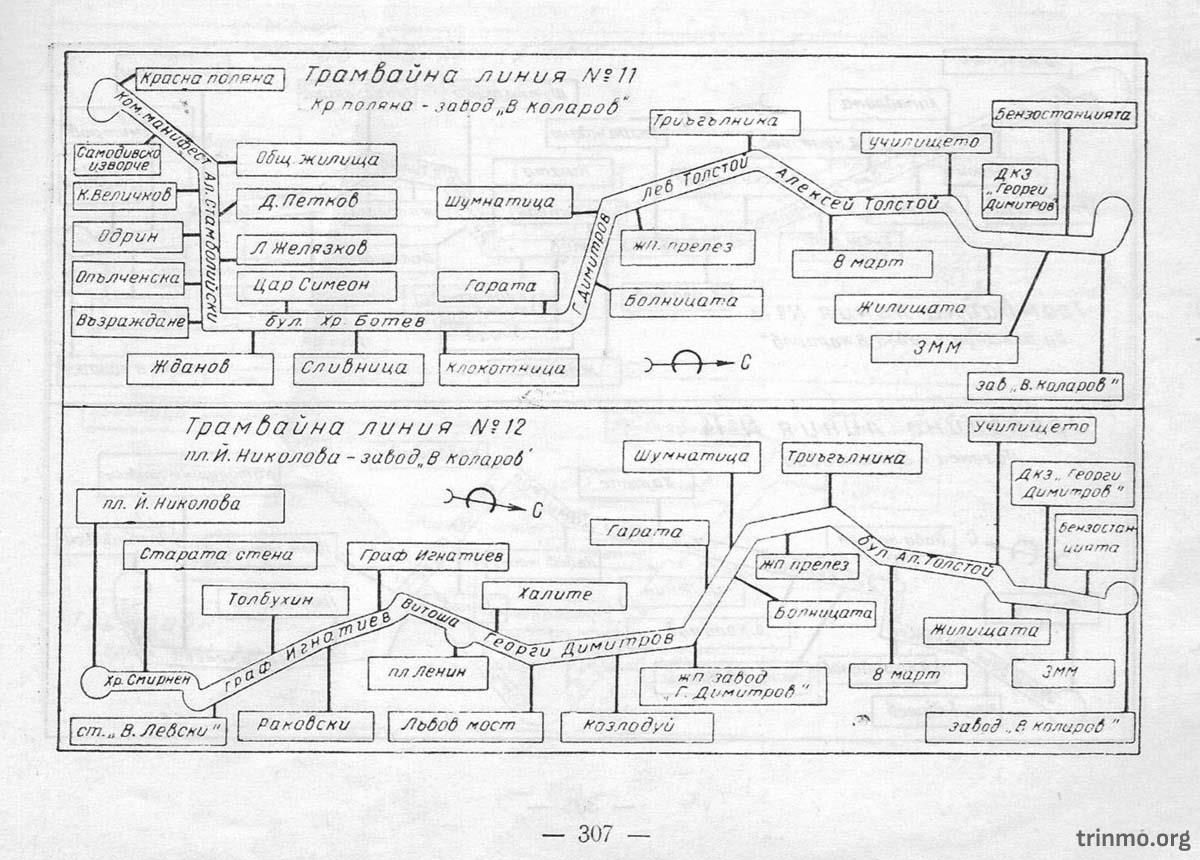 Трамвайна линия №11
Кр. поляна - завод „В Коларов"
Красна поляна
Ком. манифест
Самодивско
изворче
Ал. Стамболийски
Общ. жилища
К. Величков
Д. Петков
Одрин
Л Желязков
Опълченска
Цар Симеон
Възраждане
бул. Хр. Ботев
Жданов
Сливница
Клокотница
Гарата
Шумнатица
Г. Димитров
Болницата
жп. прелез
Лев Толстой
Триъгълника
Алексей Толстой
8 март
училището
Жилищата
ДКЗ
„Георги
Димитров"
ЗММ
Бензостанцията
зав „В. Коларов"
С
Трамвайна линия №12
пл. Й. Николова - завод „В Коларов"
С
пл. Й. Николова
Хр. Смирнен
Старата стена
ст. „В. Левски"
Толбухин
Граф Игнатиев
Раковски
Граф Игнатиев
Витоша
пл Ленин
Халите
Георги Димитров
Львов мост
Козлодуй
жп завод
„Г. Димитров"
Гарата
Шумнатица
Болницата
жп прелез
Триъгълника
бул Ал. Толстой
8 март
Училището
Жилищата
ДКЗ „Георги
Димитров"
ЗММ
Бензостан-
цията
завод „В Коларов"
— 307 —
trinmo.org